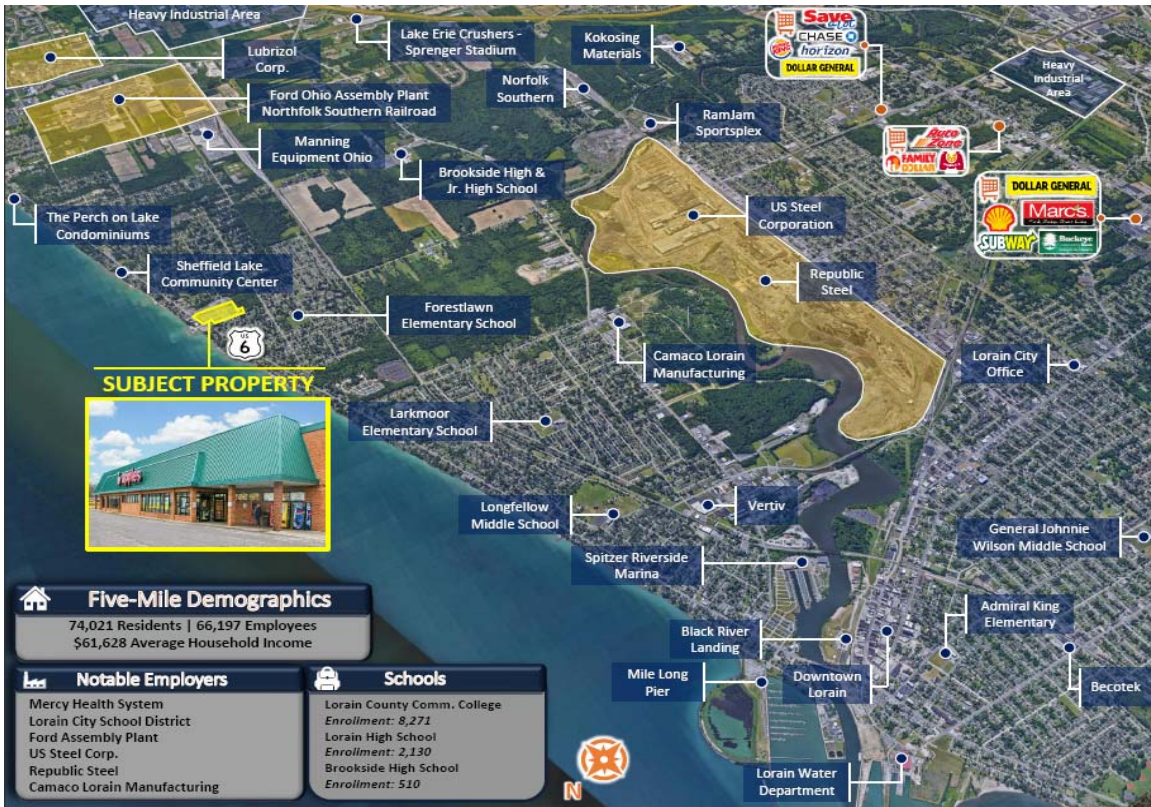 Heavy Industrial Area
Lubrizol
Corp.
Lake Erie Crushers -
Sprenger Stadium
Kokosing
Materials
Save
a lot
CHASE
BURGER KING
horizon
DOLLAR GENERAL
Heavy
Industrial
Area
Ford Ohio Assembly Plant
Northfolk Southern Railroad
Norfolk
Southern
RamJam
Sportsplex
Auto
Zone
FAMILY
DOLLAR
Manning
Equipment Ohio
Brookside High &
Jr. High School
DOLLAR GENERAL
Marc's
SUBWAY
Buckeye
The Perch on Lake
Condominiums
US Steel
Corporation
Sheffield Lake
Community Center
Republic
Steel
Forestlawn
Elementary School
US
6
Camaco Lorain
Manufacturing
Lorain City
Office
SUBJECT PROPERTY
apples
Larkmoor
Elementary School
Longfellow
Middle School
Vertiv
General Johnnie
Wilson Middle School
Spitzer Riverside
Marina
Admiral King
Elementary
Black River
Landing
Mile Long
Pier
Downtown
Lorain
Becotek
Lorain Water
Department
Five-Mile Demographics
74,021 Residents | 66,197 Employees
$61,628 Average Household Income
Notable Employers
Mercy Health System
Lorain City School District
Ford Assembly Plant
US Steel Corp.
Republic Steel
Camaco Lorain Manufacturing
Schools
Lorain County Comm. College
Enrollment: 8,271
Lorain High School
Enrollment: 2,130
Brookside High School
Enrollment: 510
N